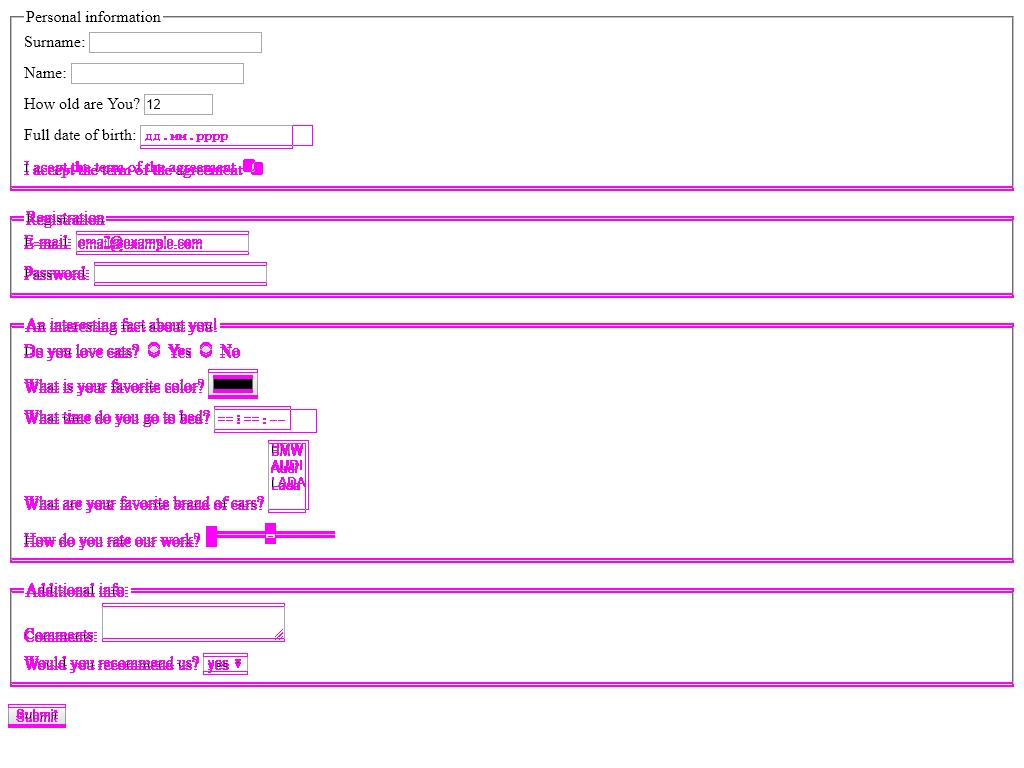 Personal information
Surname:
Name:
How old are You? 12
Full date of birth: дд.мм.рррр
I accept the term of the agreement
Registration
E-mail: email@example.com
Password:
An interesting fact about you!
Do you love cats? Yes No
What is your favorite color?
What time do you go to bed? --:--:--
BMW
AUDI
LADA
What are your favorite brand of cars?
How do you rate our work?
Additional info:
Comments:
Would you recommend us? yes
Submit